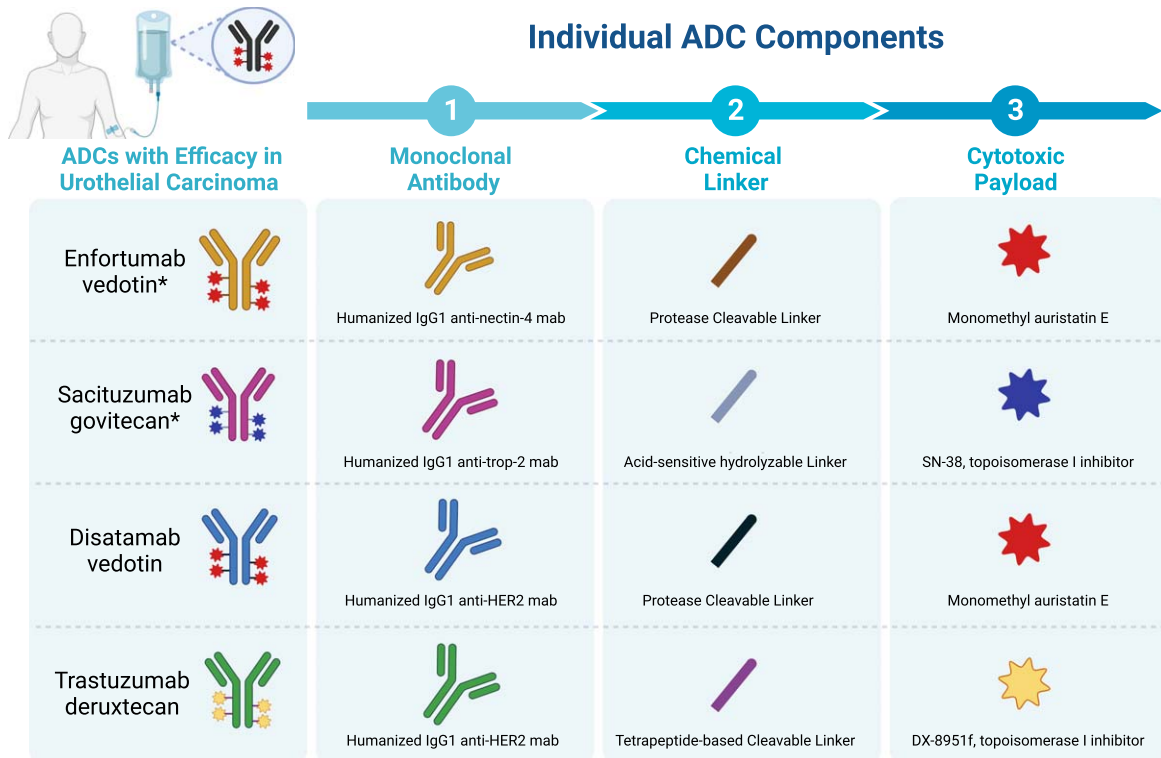 Individual ADC Components
1
2
3
ADCs with Efficacy in
Urothelial Carcinoma
Monoclonal
Antibody
Chemical
Linker
Cytotoxic
Payload
Enfortumab
vedotin*
Humanized IgG1 anti-nectin-4 mab
Protease Cleavable Linker
Monomethyl auristatin E
Sacituzumab
govitecan*
Humanized IgG1 anti-trop-2 mab
Acid-sensitive hydrolyzable Linker
SN-38, topoisomerase I inhibitor
Disatamab
vedotin
Humanized IgG1 anti-HER2 mab
Protease Cleavable Linker
Monomethyl auristatin E
Trastuzumab
deruxtecan
Humanized IgG1 anti-HER2 mab
Tetrapeptide-based Cleavable Linker
DX-8951f, topoisomerase I inhibitor